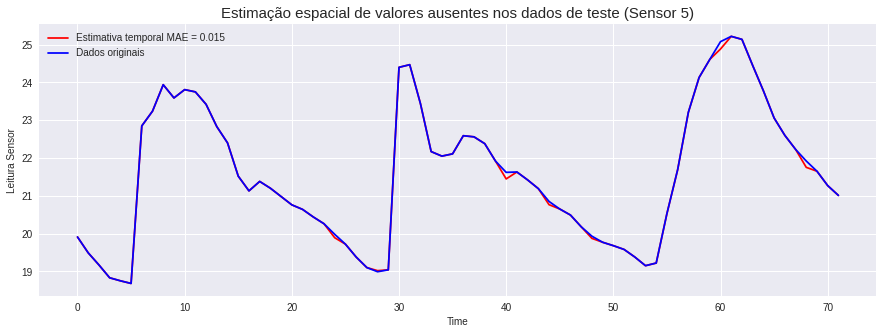 Estimação espacial de valores ausentes nos dados de teste (Sensor 5)
Estimativa temporal MAE = 0.015
Dados originais
25
24
23
22
21
20
19
Leitura Sensor
0 10 20 30 40 50 60 70
Time